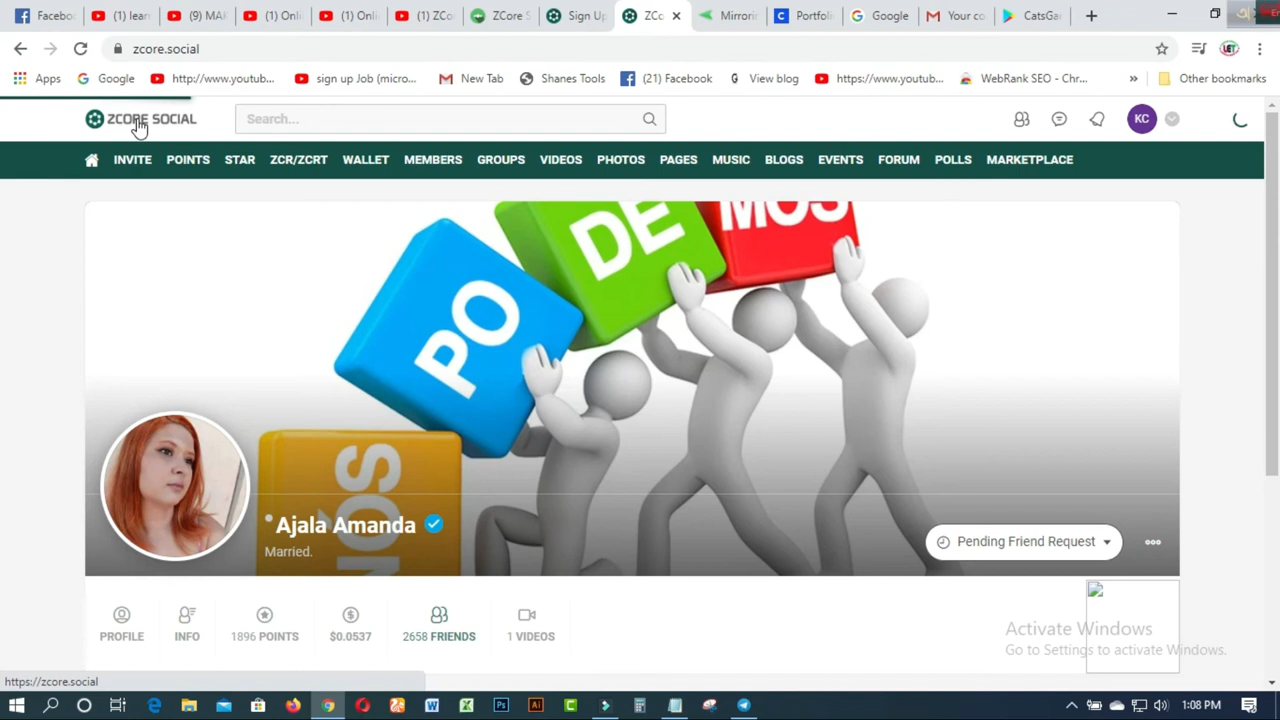 Facebo
(1) learn
(9) MAK
(1) Onli
(1) Onli
(1) ZCo
ZCore S
Sign Up
ZCo
Mirrorin
Portfoli
Google
Your co
CatsGar
zcore.social
Apps
Google
http://www.youtub...
sign up Job (micro...
New Tab
Shanes Tools
(21) Facebook
View blog
https://www.youtub...
WebRank SEO - Chr...
Other bookmarks
ZCORE SOCIAL
Search...
KC
INVITE POINTS STAR ZCR/ZCRT WALLET MEMBERS GROUPS VIDEOS PHOTOS PAGES MUSIC BLOGS EVENTS FORUM POLLS MARKETPLACE
PO
DE
MOS
NÓS
Ajala Amanda
Married.
Pending Friend Request
PROFILE
INFO
1896 POINTS
$0.0537
2658 FRIENDS
1 VIDEOS
Activate Windows
Go to Settings to activate Windows.
https://zcore.social
1:08 PM